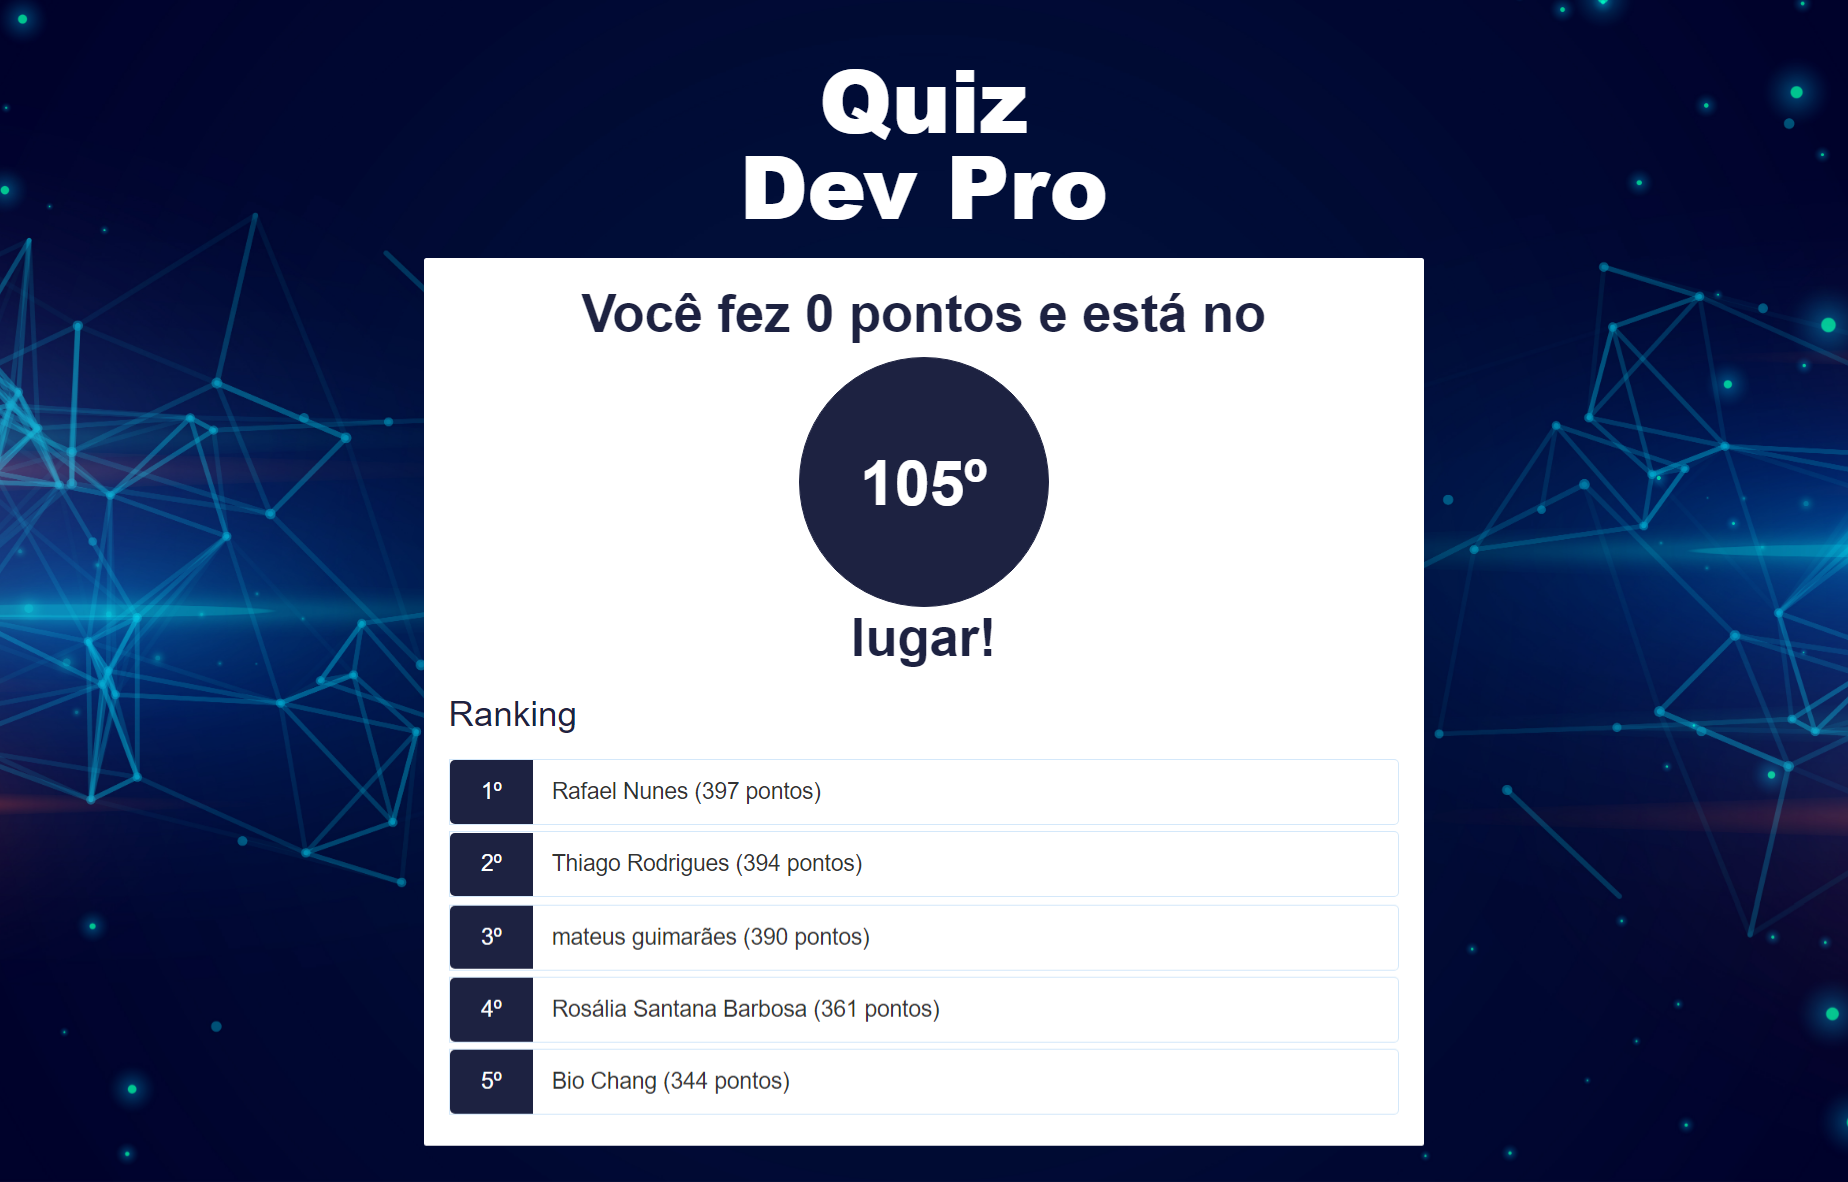 Quiz
Dev Pro
Você fez 0 pontos e está no
105º
lugar!
Ranking
1º Rafael Nunes (397 pontos)
2º Thiago Rodrigues (394 pontos)
3º mateus guimarães (390 pontos)
4º Rosália Santana Barbosa (361 pontos)
5º Bio Chang (344 pontos)